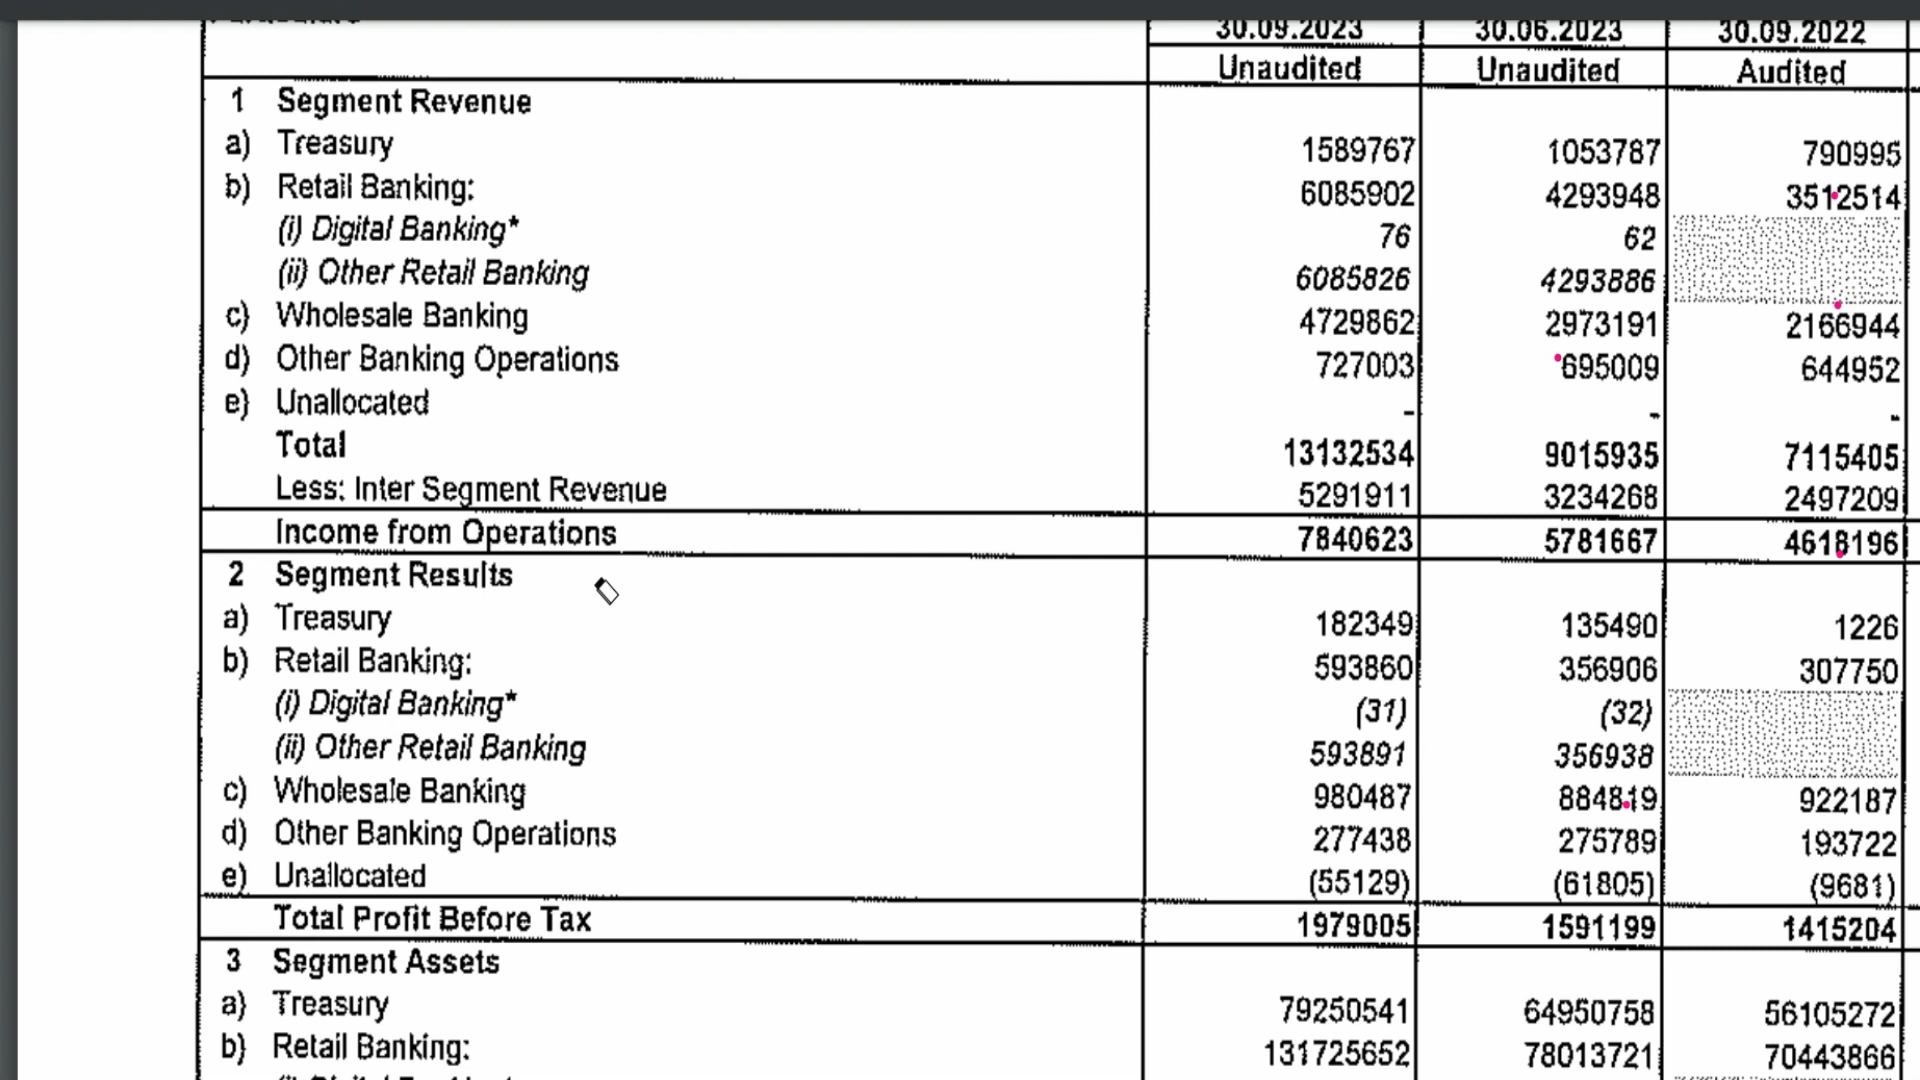 30.09.2023 30.06.2023 30.09.2022
Unaudited Unaudited Audited
1 Segment Revenue
a) Treasury 1589767 1053787 790995
b) Retail Banking: 6085902 4293948 3512514
(i) Digital Banking* 76 62
(ii) Other Retail Banking 6085826 4293886
c) Wholesale Banking 4729862 2973191 2166944
d) Other Banking Operations 727003 695009 644952
e) Unallocated - - -
Total 13132534 9015935 7115405
Less: Inter Segment Revenue 5291911 3234268 2497209
Income from Operations 7840623 5781667 4618196
2 Segment Results
a) Treasury 182349 135490 1226
b) Retail Banking: 593860 356906 307750
(i) Digital Banking* (31) (32)
(ii) Other Retail Banking 593891 356938
c) Wholesale Banking 980487 884819 922187
d) Other Banking Operations 277438 275789 193722
e) Unallocated (55129) (61805) (9681)
Total Profit Before Tax 1979005 1591199 1415204
3 Segment Assets
a) Treasury 79250541 64950758 56105272
b) Retail Banking: 131725652 78013721 70443866